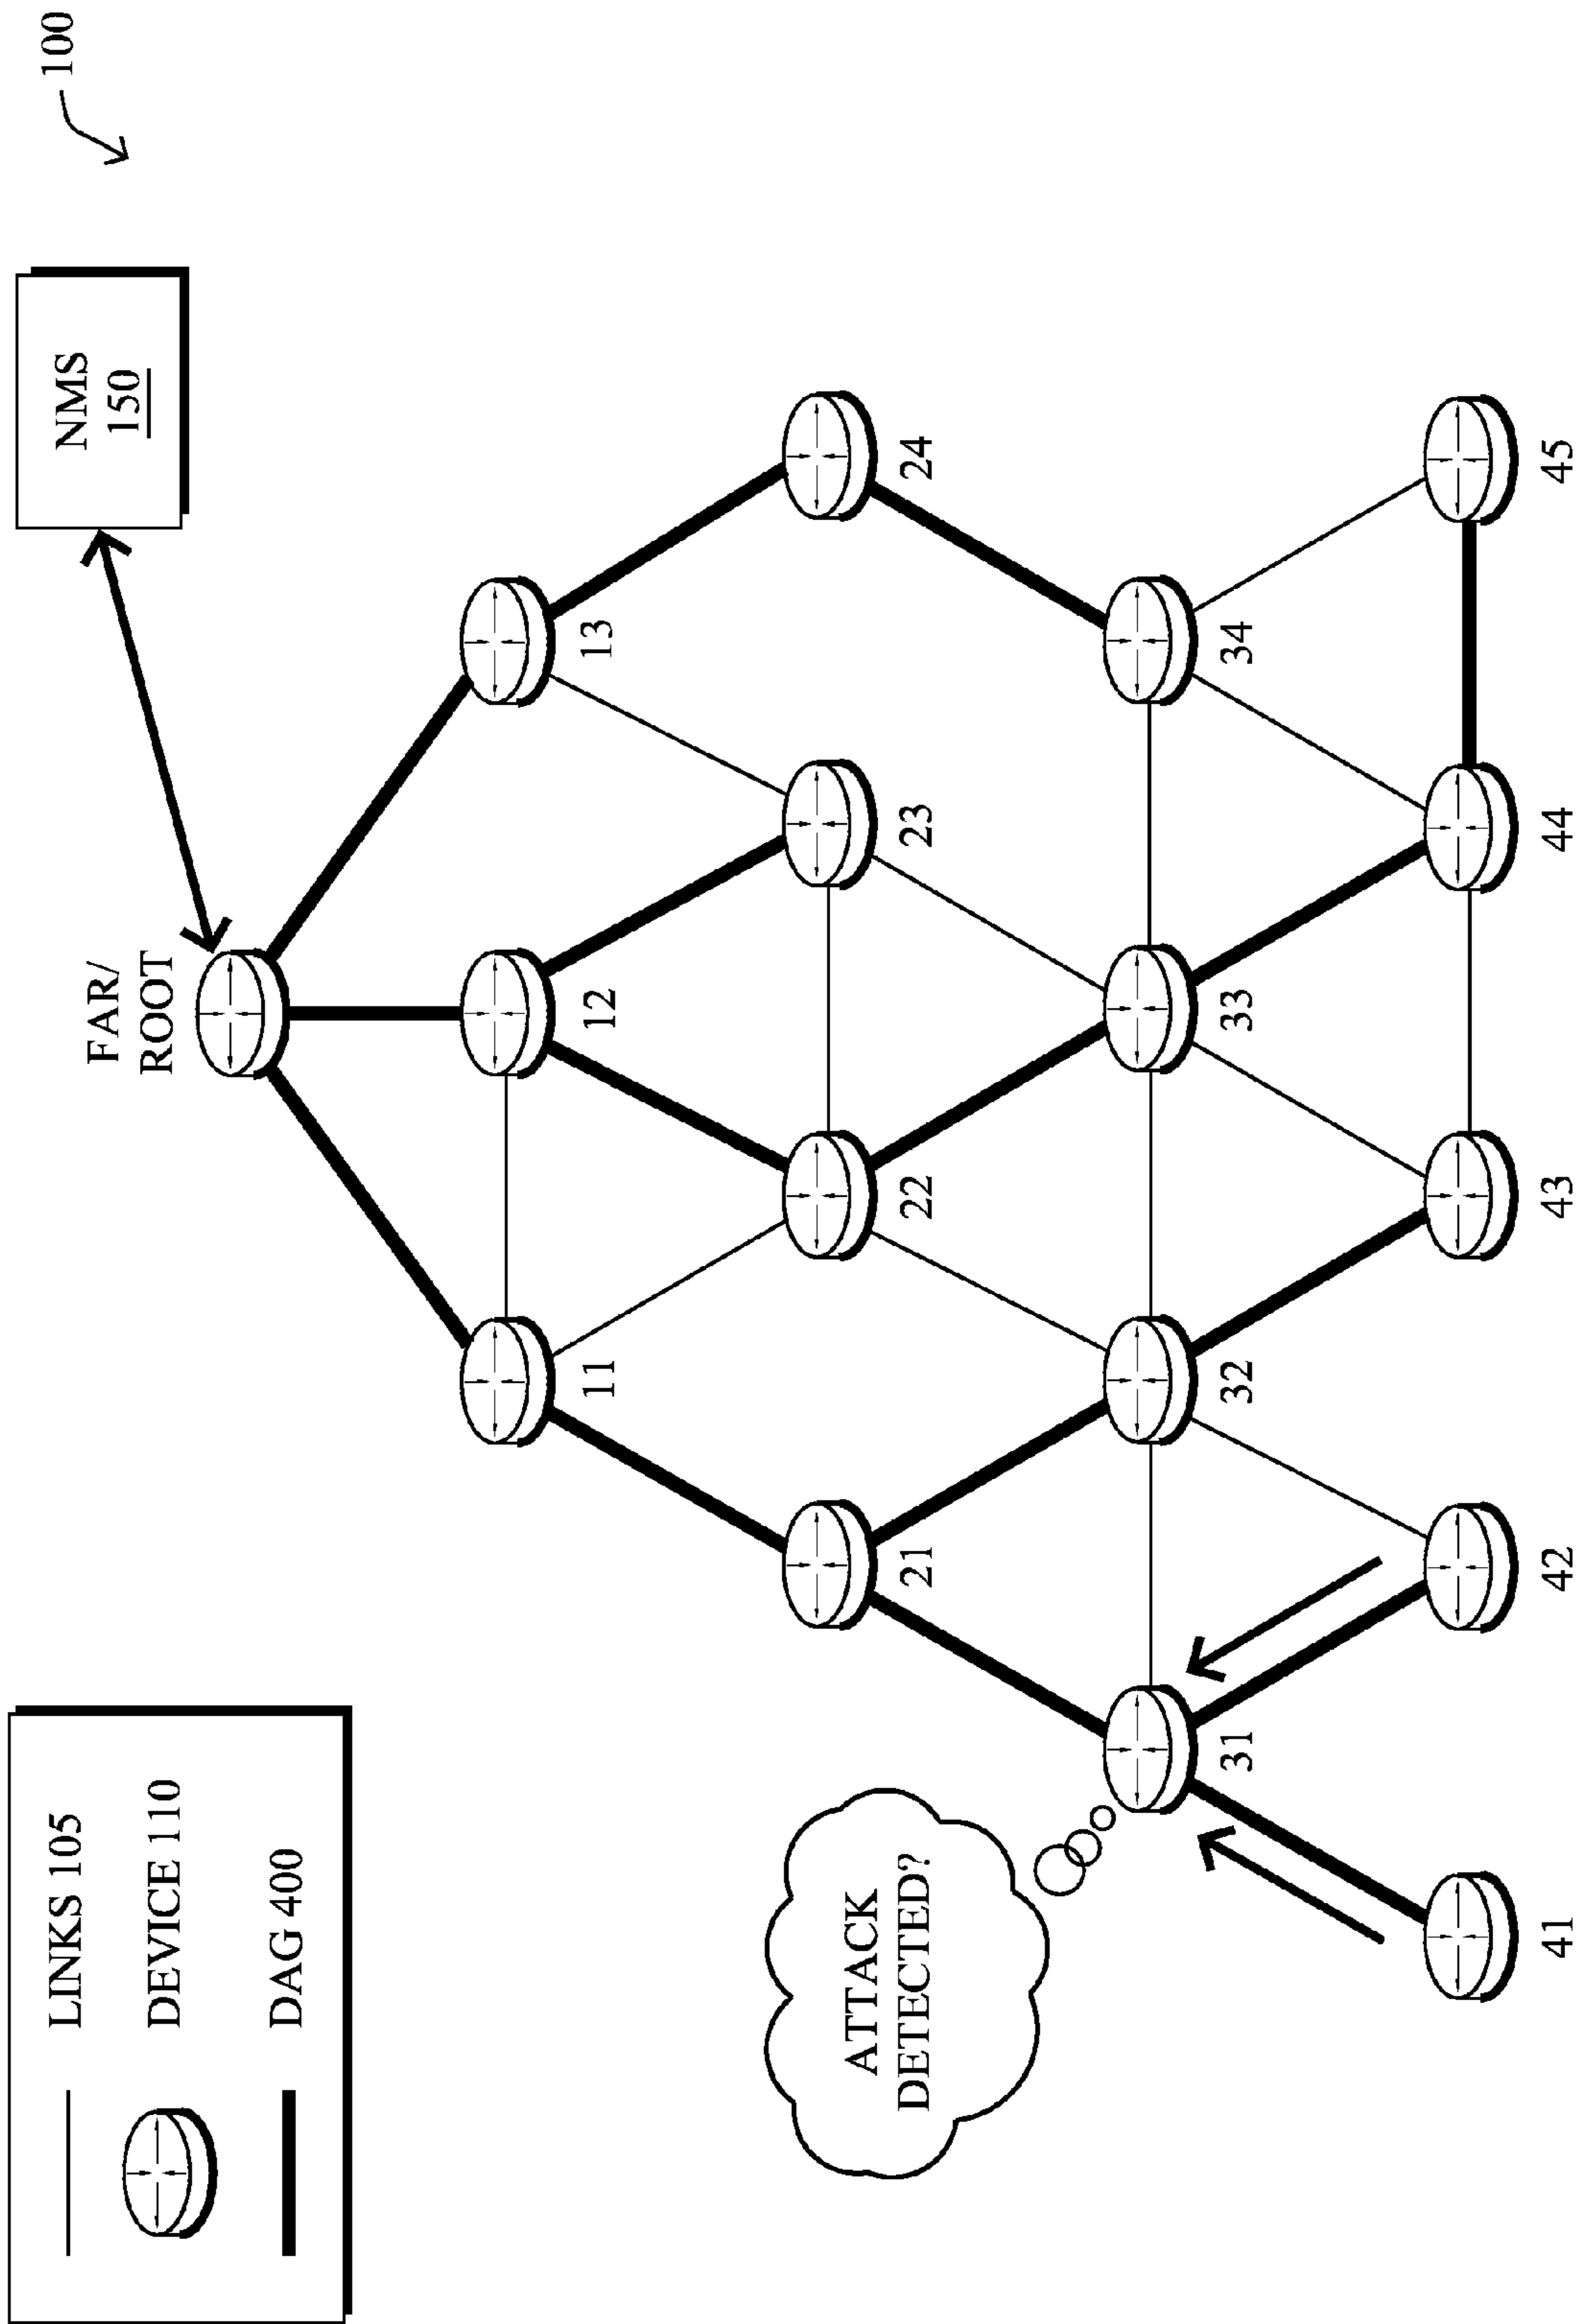 LINKS 105
DEVICE 110
DAG 400
FAR/
ROOT
NMS
150
100
11
12
13
21
22
23
24
ATTACK
DETECTED?
31
32
33
34
41
42
43
44
45